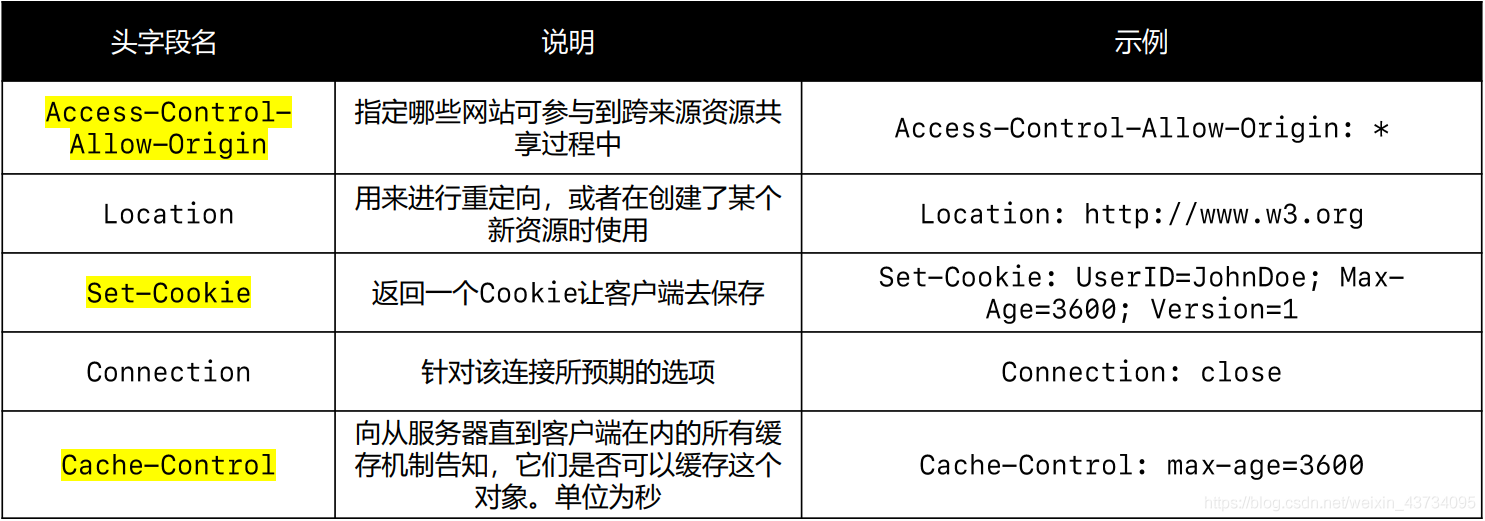 头字段名 说明 示例
Access-Control-
Allow-Origin
指定哪些网站可参与到跨来源资源共
享过程中
Access-Control-Allow-Origin: *
Location
用来进行重定向，或者在创建了某个
新资源时使用
Location: http://www.w3.org
Set-Cookie
返回一个Cookie让客户端去保存
Set-Cookie: UserID=JohnDoe; Max-
Age=3600; Version=1
Connection
针对该连接所预期的选项
Connection: close
Cache-Control
向从服务器直到客户端在内的所有缓
存机制告知，它们是否可以缓存这个
对象。单位为秒
Cache-Control: max-age=3600
https://blog.csdn.net/weixin_43734095